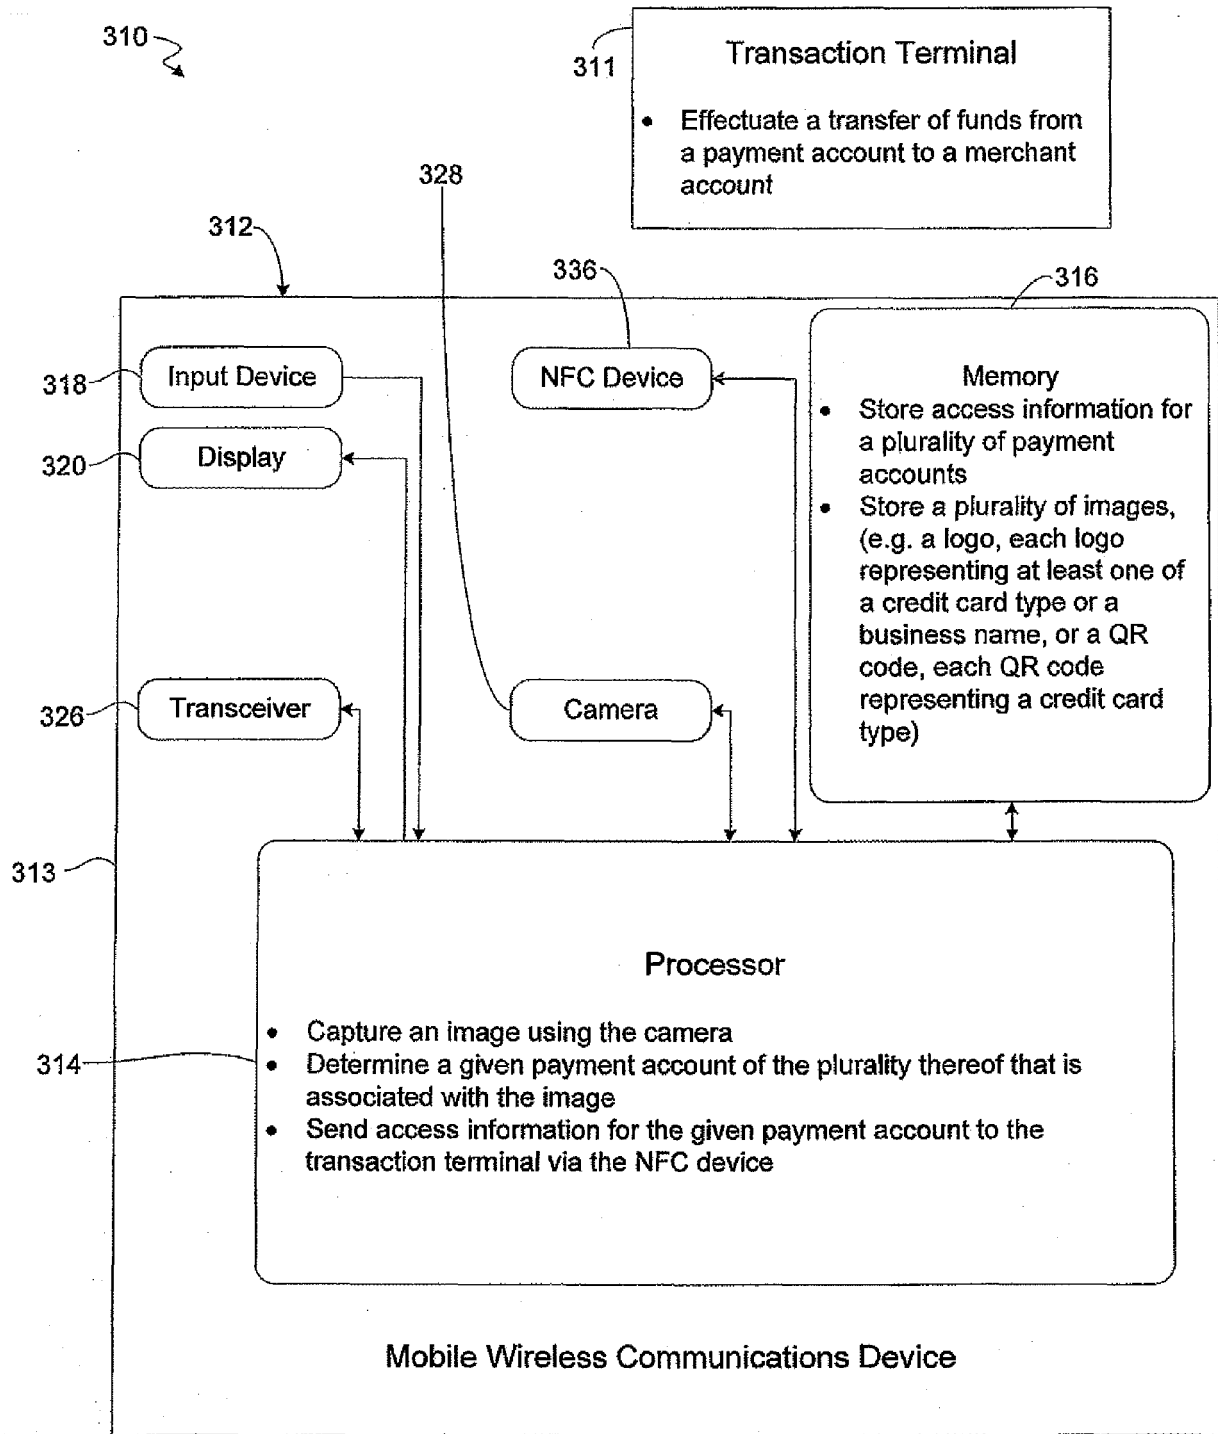 310
311
Transaction Terminal
• Effectuate a transfer of funds from
a payment account to a merchant
account
328
312
336
316
318
Input Device
NFC Device
320
Display
Memory
• Store access information for
a plurality of payment
accounts
• Store a plurality of images,
(e.g. a logo, each logo
representing at least one of
a credit card type or a
business name, or a QR
code, each QR code
representing a credit card
type)
326
Transceiver
Camera
313
314
Processor
• Capture an image using the camera
• Determine a given payment account of the plurality thereof that is
associated with the image
• Send access information for the given payment account to the
transaction terminal via the NFC device
Mobile Wireless Communications Device